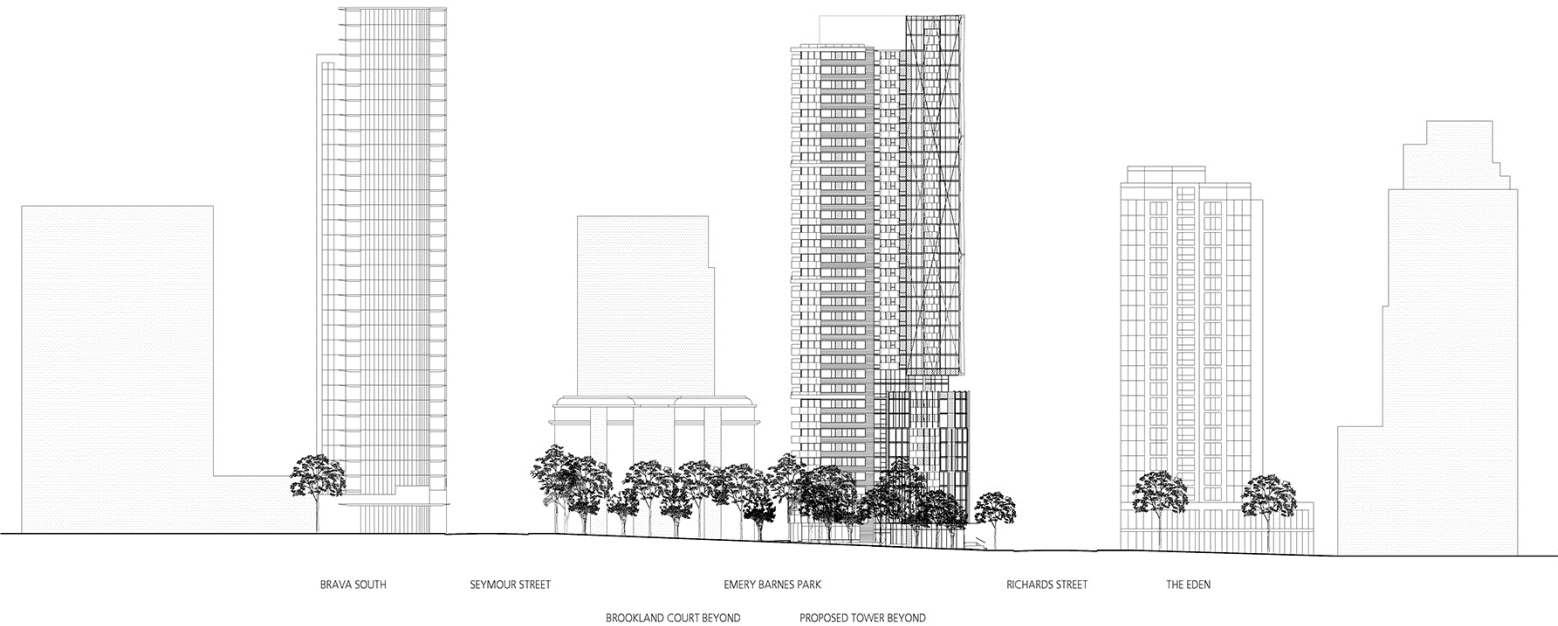 BRAVA SOUTH SEYMOUR STREET EMERY BARNES PARK RICHARDS STREET THE EDEN
BROOKLAND COURT BEYOND PROPOSED TOWER BEYOND